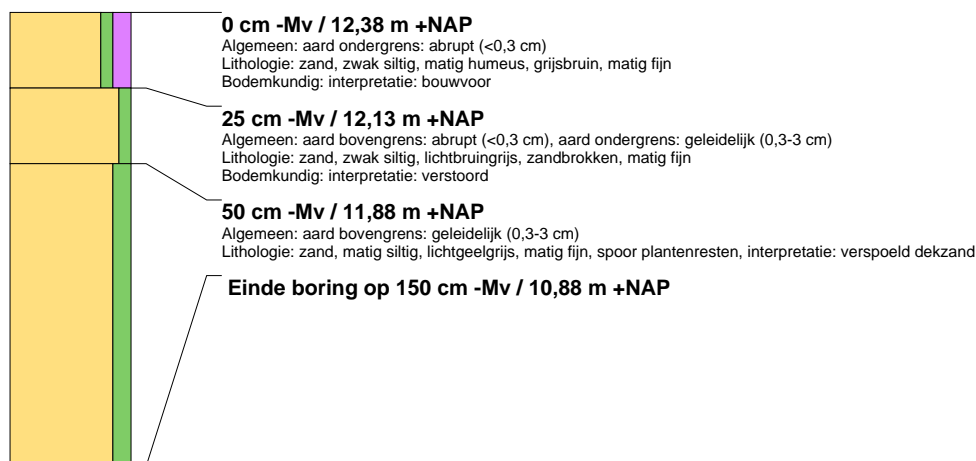 0 cm -Mv / 12,38 m +NAP
Algemeen: aard ondergrens: abrupt (<0,3 cm)
Lithologie: zand, zwak siltig, matig humeus, grijsbruin, matig fijn
Bodemkundig: interpretatie: bouwvoor
25 cm -Mv / 12,13 m +NAP
Algemeen: aard bovengrens: abrupt (<0,3 cm), aard ondergrens: geleidelijk (0,3-3 cm)
Lithologie: zand, zwak siltig, lichtbruingrijs, zandbrokken, matig fijn
Bodemkundig: interpretatie: verstoord
50 cm -Mv / 11,88 m +NAP
Algemeen: aard bovengrens: geleidelijk (0,3-3 cm)
Lithologie: zand, matig siltig, lichtgeelgrijs, matig fijn, spoor plantenresten, interpretatie: verspoeld dekzand
Einde boring op 150 cm -Mv / 10,88 m +NAP